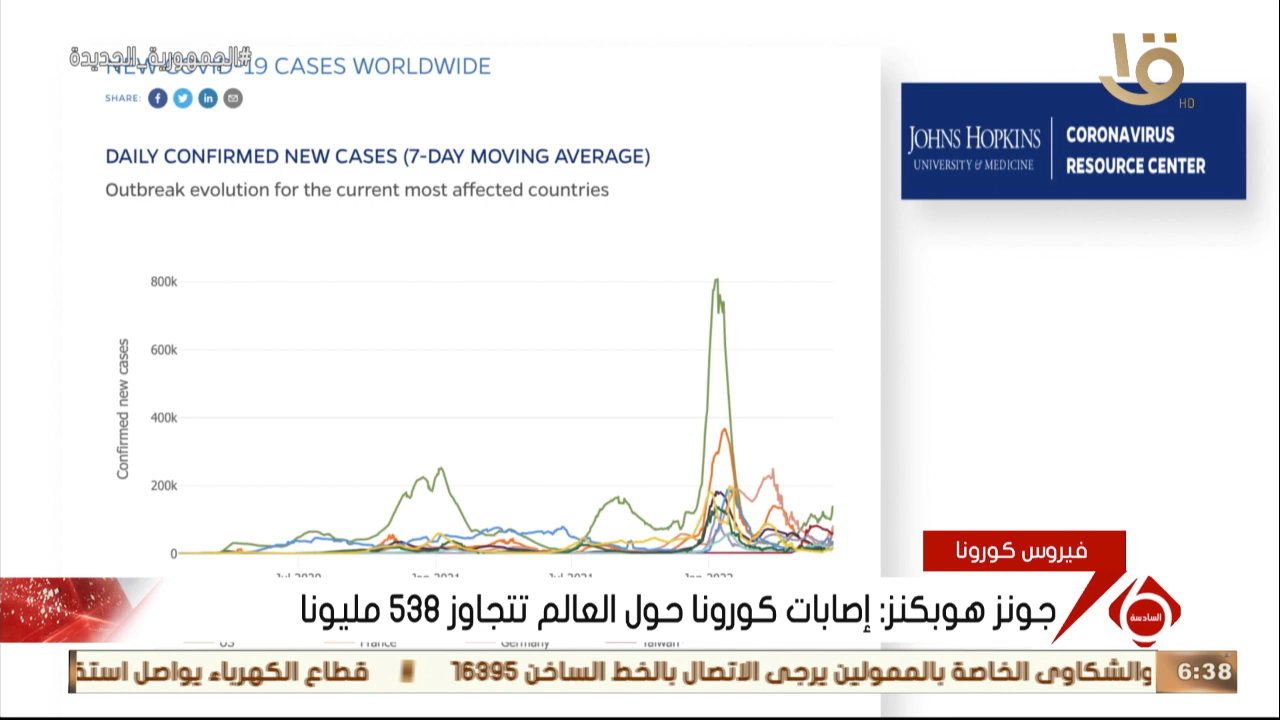 #الجمهورية_الجديدة
NEW COVID-19 CASES WORLDWIDE
SHARE:
DAILY CONFIRMED NEW CASES (7-DAY MOVING AVERAGE)
Outbreak evolution for the current most affected countries
HD
JOHNS HOPKINS
UNIVERSITY & MEDICINE
CORONAVIRUS
RESOURCE CENTER
Confirmed new cases
800k
600k
400k
200k
0
Jul 2020
Jan 2021
Jul 2021
Jan 2022
فيروس كورونا
السادسة
جونز هوبكنز: إصابات كورونا حول العالم تتجاوز 538 مليونا
US
France
Germany
Taiwan*
6:38
والشكاوى الخاصة بالممولين يرجى الاتصال بالخط الساخن 16395
قطاع الكهرباء يواصل